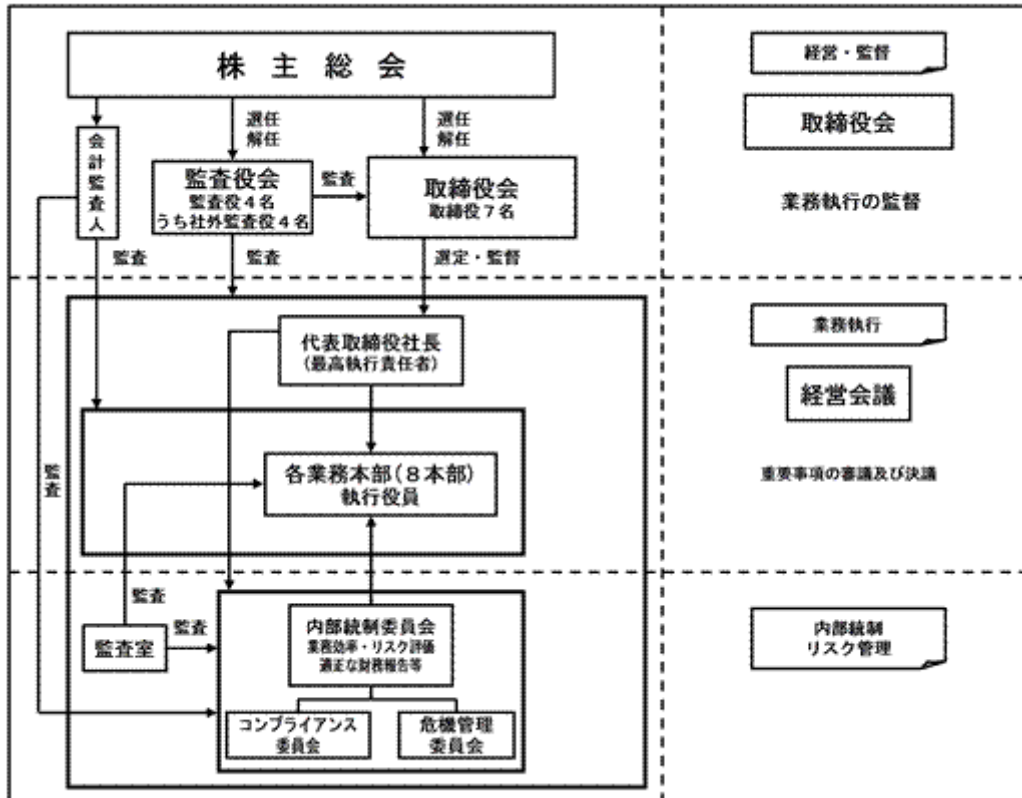 株主総会
経営・監督
取締役会
業務執行の監督
選任
解任
選任
解任
会計監査人
監査役会
監査役4名
うち社外監査役4名
監査
取締役会
取締役7名
監査
監査
選定・監督
代表取締役社長
(最高執行責任者)
業務執行
経営会議
重要事項の審議及び決議
各業務本部(8本部)
執行役員
監査
監査
監査
監査室
内部統制委員会
業務効率・リスク評価
適正な財務報告等
コンプライアンス
委員会
危機管理
委員会
内部統制
リスク管理